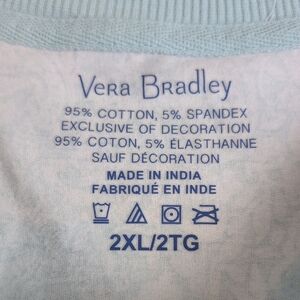 Vera Bradley
95% COTTON, 5% SPANDEX
EXCLUSIVE OF DECORATION
95% COTON, 5% ÉLASTHANNE
SAUF DÉCORATION
MADE IN INDIA
FABRIQUÉ EN INDE
2XL/2TG